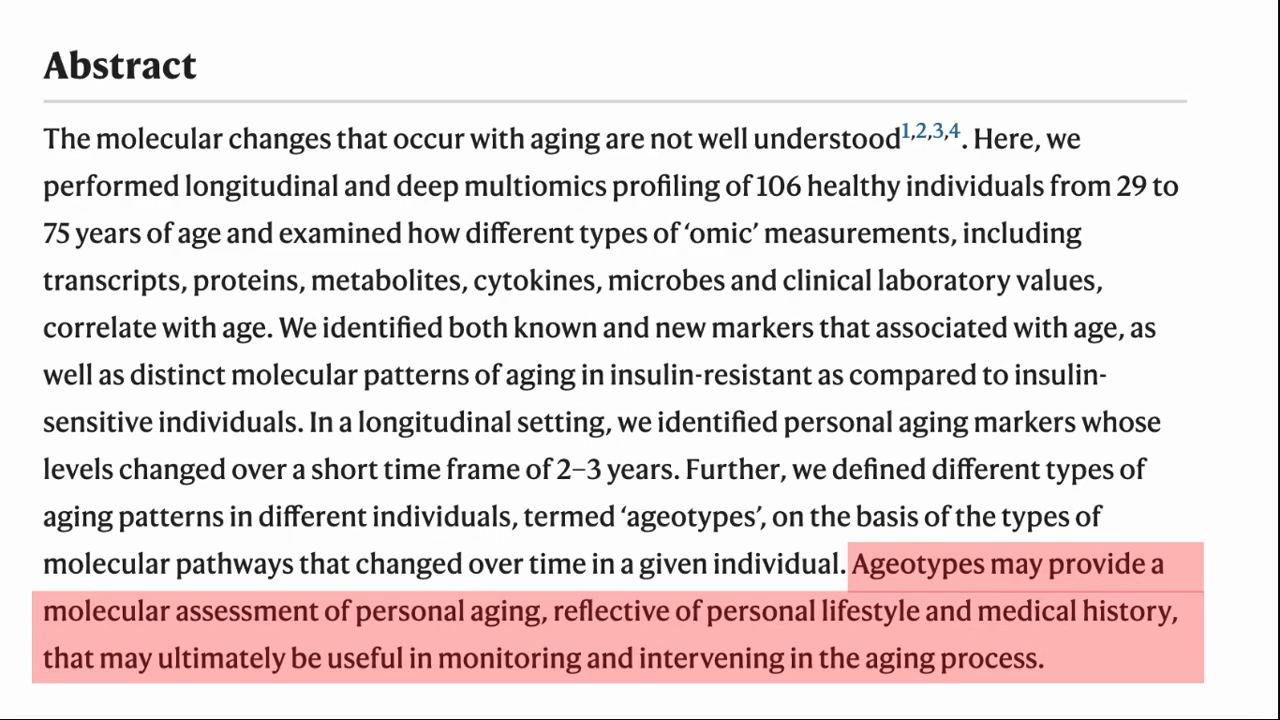 Abstract
The molecular changes that occur with aging are not well understood1,2,3,4. Here, we
performed longitudinal and deep multiomics profiling of 106 healthy individuals from 29 to
75 years of age and examined how different types of ‘omic’ measurements, including
transcripts, proteins, metabolites, cytokines, microbes and clinical laboratory values,
correlate with age. We identified both known and new markers that associated with age, as
well as distinct molecular patterns of aging in insulin-resistant as compared to insulin-
sensitive individuals. In a longitudinal setting, we identified personal aging markers whose
levels changed over a short time frame of 2–3 years. Further, we defined different types of
aging patterns in different individuals, termed ‘ageotypes’, on the basis of the types of
molecular pathways that changed over time in a given individual. Ageotypes may provide a
molecular assessment of personal aging, reflective of personal lifestyle and medical history,
that may ultimately be useful in monitoring and intervening in the aging process.